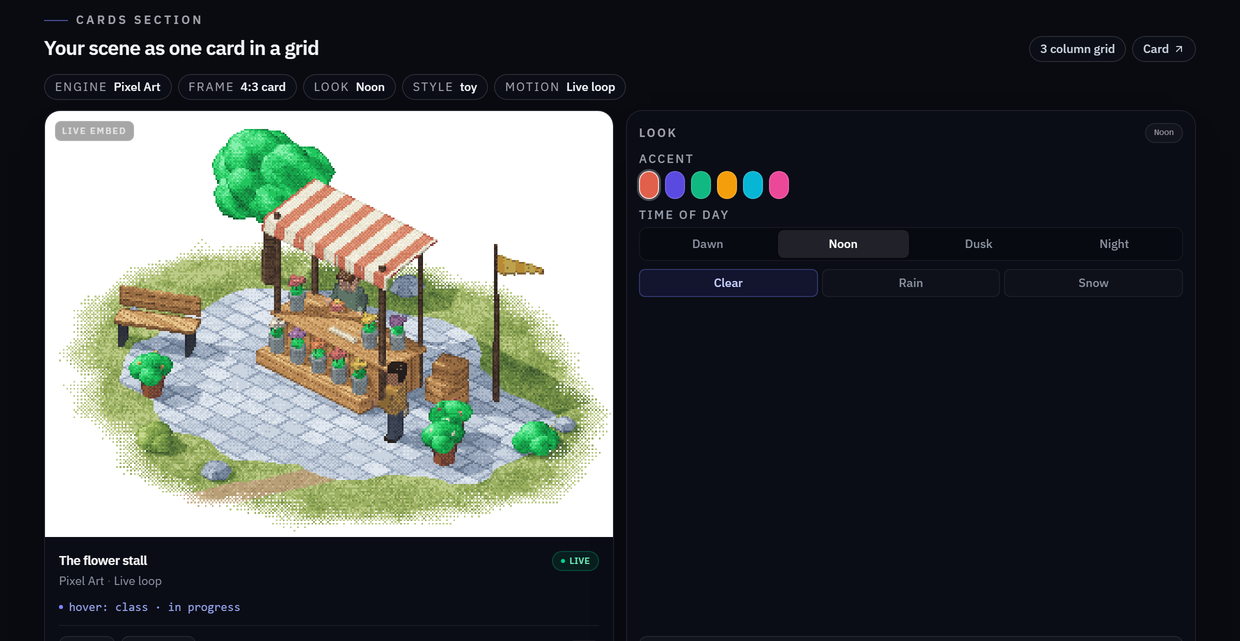 CARDS SECTION
Your scene as one card in a grid
3 column grid
Card ↗
ENGINE Pixel Art
FRAME 4:3 card
LOOK Noon
STYLE toy
MOTION Live loop
LIVE EMBED
LOOK
Noon
ACCENT
TIME OF DAY
Dawn
Noon
Dusk
Night
Clear
Rain
Snow
The flower stall
LIVE
Pixel Art · Live loop
hover: class · in progress